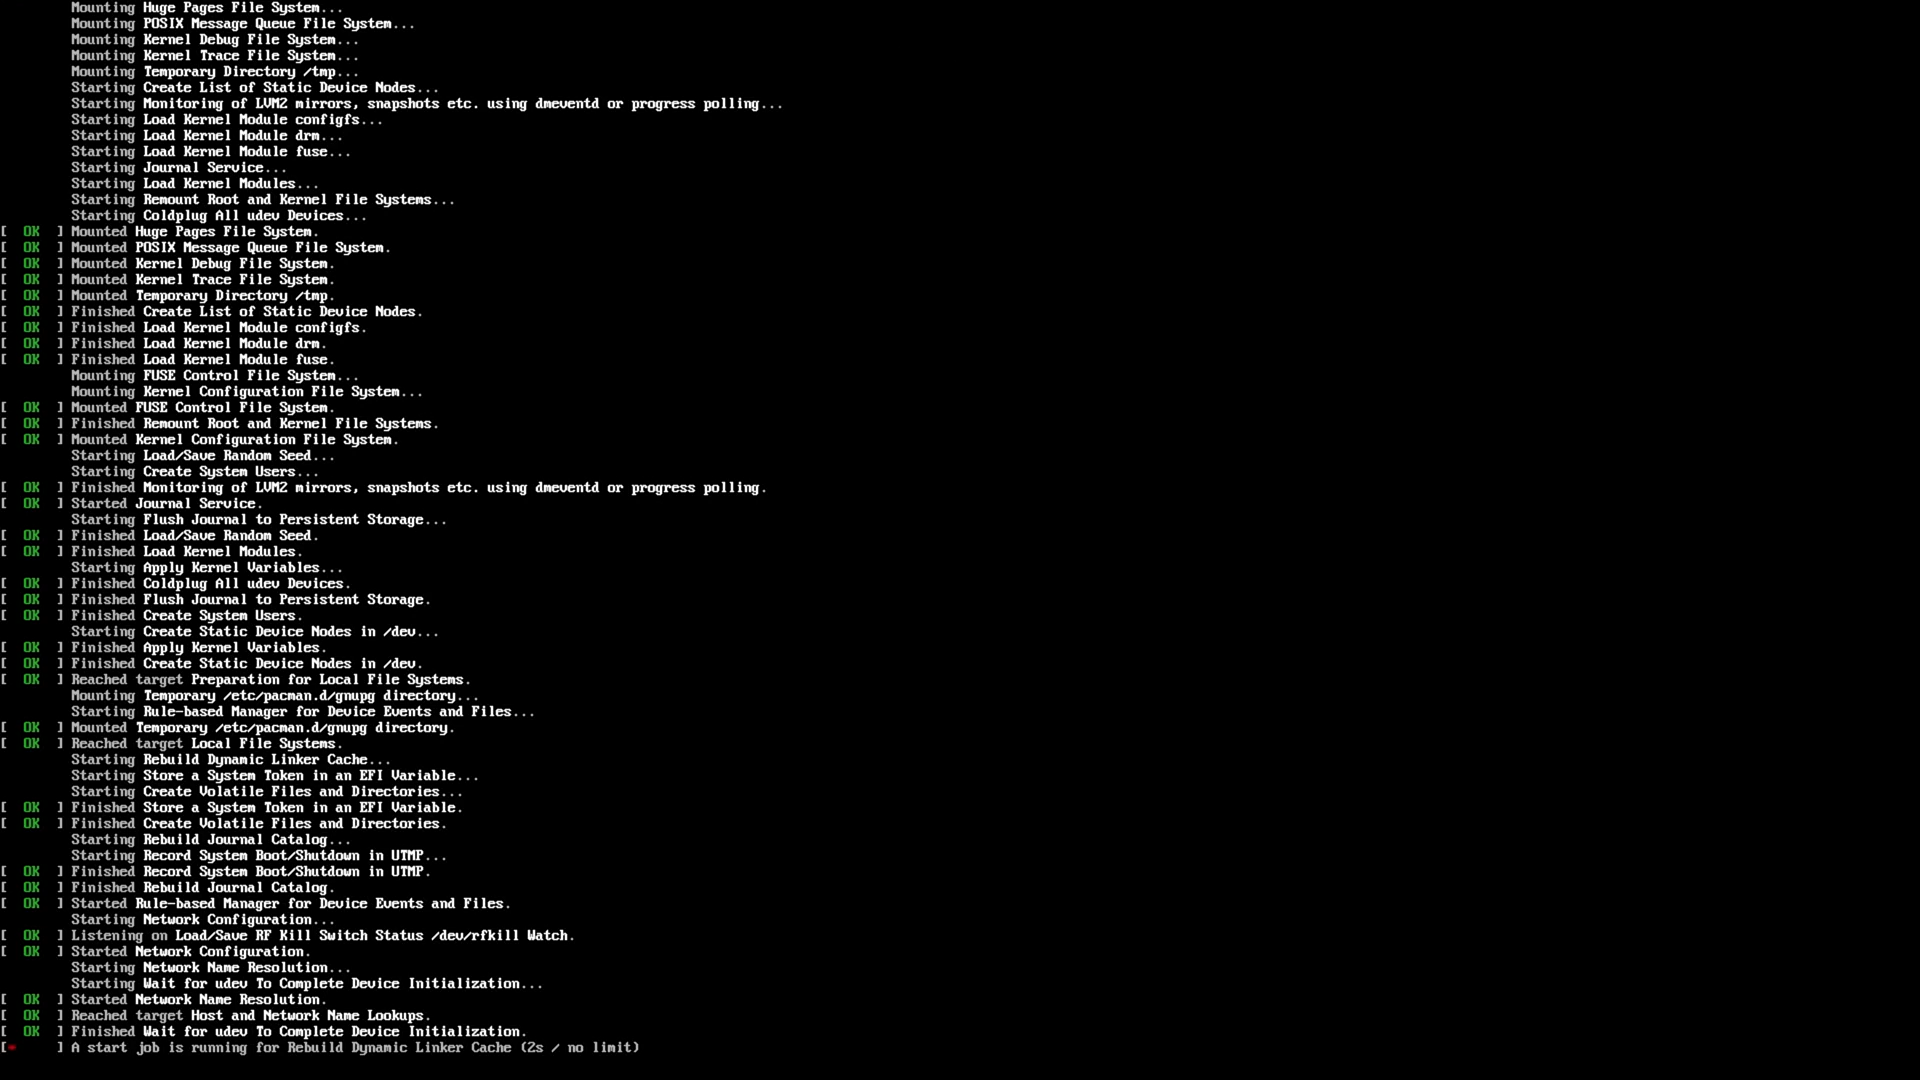 Mounting Huge Pages File System...
Mounting POSIX Message Queue File System...
Mounting Kernel Debug File System...
Mounting Kernel Trace File System...
Mounting Temporary Directory /tmp...
Starting Create List of Static Device Nodes...
Starting Monitoring of LVM2 mirrors, snapshots etc. using dmeventd or progress polling...
Starting Load Kernel Module configfs...
Starting Load Kernel Module drm...
Starting Load Kernel Module fuse...
Starting Journal Service...
Starting Load Kernel Modules...
Starting Remount Root and Kernel File Systems...
Starting Coldplug All udev Devices...
[  OK  ] Mounted Huge Pages File System.
[  OK  ] Mounted POSIX Message Queue File System.
[  OK  ] Mounted Kernel Debug File System.
[  OK  ] Mounted Kernel Trace File System.
[  OK  ] Mounted Temporary Directory /tmp.
[  OK  ] Finished Create List of Static Device Nodes.
[  OK  ] Finished Load Kernel Module configfs.
[  OK  ] Finished Load Kernel Module drm.
[  OK  ] Finished Load Kernel Module fuse.
Mounting FUSE Control File System...
Mounting Kernel Configuration File System...
[  OK  ] Mounted FUSE Control File System.
[  OK  ] Finished Remount Root and Kernel File Systems.
[  OK  ] Mounted Kernel Configuration File System.
Starting Load/Save Random Seed...
Starting Create System Users...
[  OK  ] Finished Monitoring of LVM2 mirrors, snapshots etc. using dmeventd or progress polling.
[  OK  ] Started Journal Service.
Starting Flush Journal to Persistent Storage...
[  OK  ] Finished Load/Save Random Seed.
[  OK  ] Finished Load Kernel Modules.
Starting Apply Kernel Variables...
[  OK  ] Finished Coldplug All udev Devices.
[  OK  ] Finished Flush Journal to Persistent Storage.
[  OK  ] Finished Create System Users.
Starting Create Static Device Nodes in /dev...
[  OK  ] Finished Apply Kernel Variables.
[  OK  ] Finished Create Static Device Nodes in /dev.
[  OK  ] Reached target Preparation for Local File Systems.
Mounting Temporary /etc/pacman.d/gnupg directory...
Starting Rule-based Manager for Device Events and Files...
[  OK  ] Mounted Temporary /etc/pacman.d/gnupg directory.
[  OK  ] Reached target Local File Systems.
Starting Rebuild Dynamic Linker Cache...
Starting Store a System Token in an EFI Variable...
Starting Create Volatile Files and Directories...
[  OK  ] Finished Store a System Token in an EFI Variable.
[  OK  ] Finished Create Volatile Files and Directories.
Starting Rebuild Journal Catalog...
Starting Record System Boot/Shutdown in UTMP...
[  OK  ] Finished Record System Boot/Shutdown in UTMP.
[  OK  ] Finished Rebuild Journal Catalog.
[  OK  ] Started Rule-based Manager for Device Events and Files.
Starting Network Configuration...
[  OK  ] Listening on Load/Save RF Kill Switch Status /dev/rfkill Watch.
[  OK  ] Started Network Configuration.
Starting Network Name Resolution...
Starting Wait for udev To Complete Device Initialization...
[  OK  ] Started Network Name Resolution.
[  OK  ] Reached target Host and Network Name Lookups.
[  OK  ] Finished Wait for udev To Complete Device Initialization.
[*     ] A start job is running for Rebuild Dynamic Linker Cache (2s / no limit)